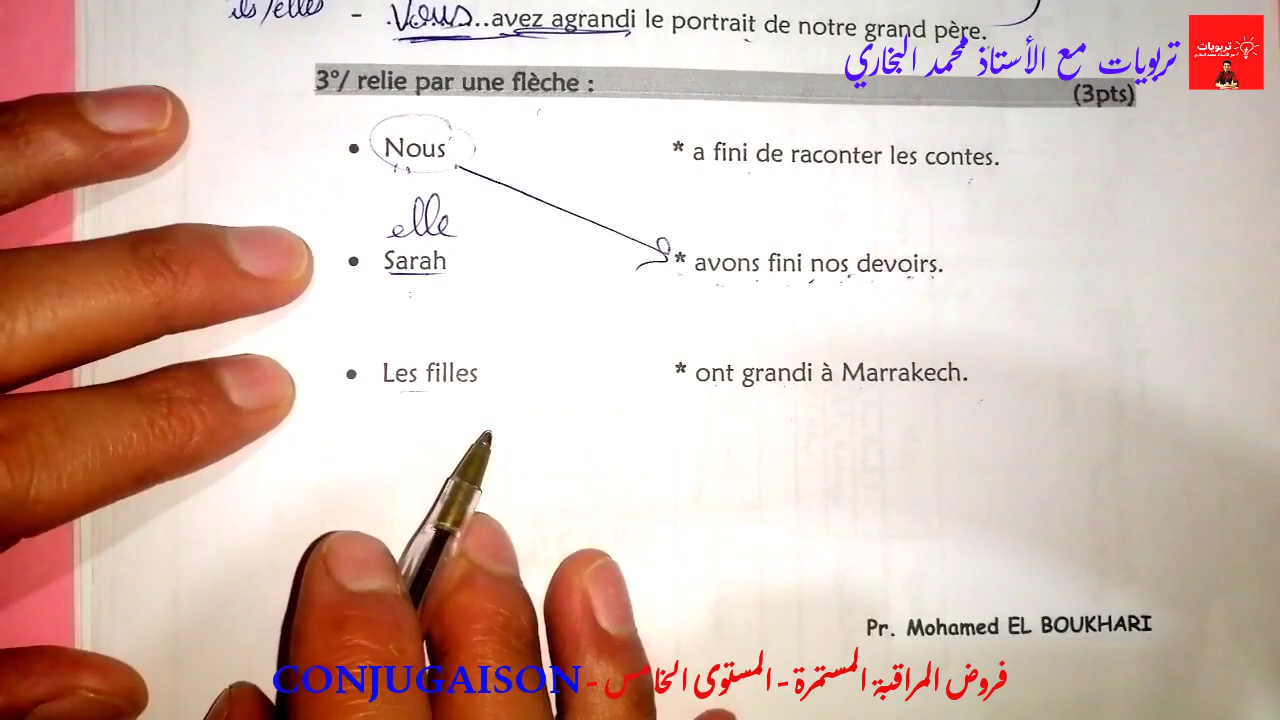 ils/elles - Vous..avez agrandi le portrait de notre grand père.
تربويات مع الأستاذ محمد البخاري
تربويات
3°/ relie par une flèche :
(3pts)
• Nous * a fini de raconter les contes.
elle
• Sarah * avons fini nos devoirs.
• Les filles * ont grandi à Marrakech.
Pr. Mohamed EL BOUKHARI
فروض المراقبة المستمرة - المستوى الخامس - CONJUGAISON